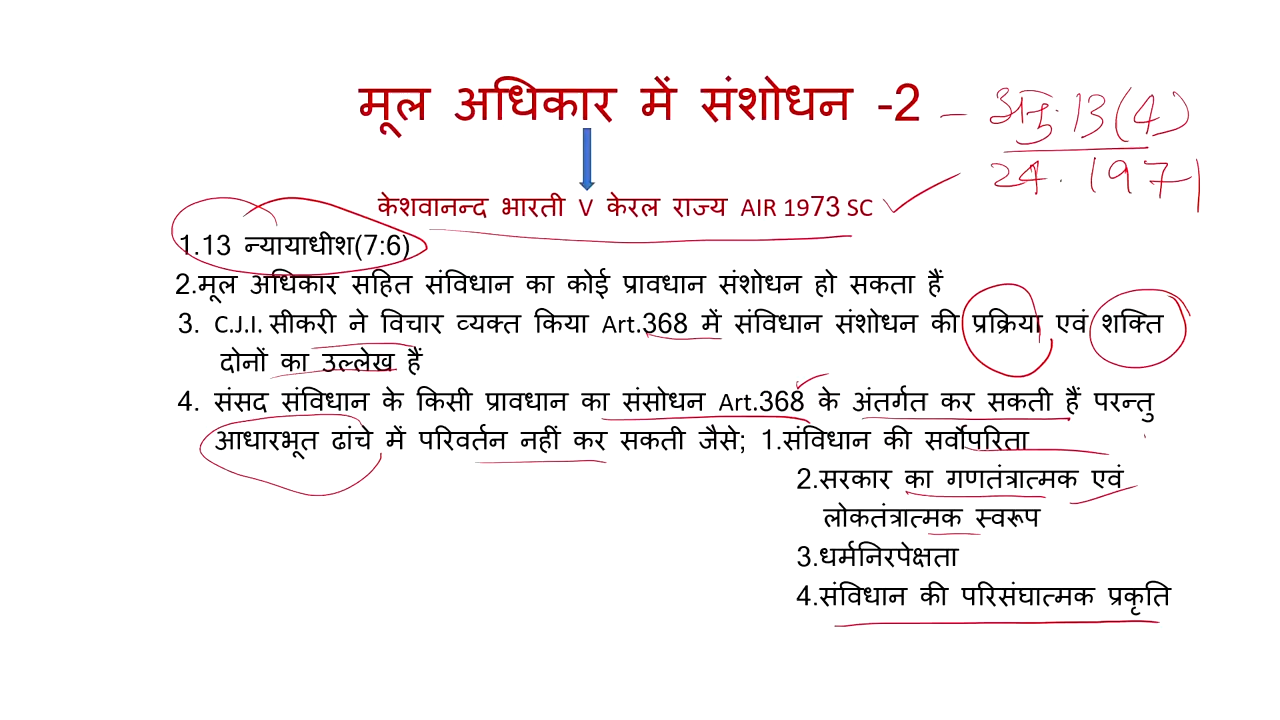 मूल अधिकार में संशोधन -2 – अनु. 13(4)
24. 1971
केशवानन्द भारती V केरल राज्य AIR 1973 SC
1.13 न्यायाधीश(7:6)
2.मूल अधिकार सहित संविधान का कोई प्रावधान संशोधन हो सकता हैं
3. C.J.I. सीकरी ने विचार व्यक्त किया Art.368 में संविधान संशोधन की प्रक्रिया एवं शक्ति
दोनों का उल्लेख हैं
4. संसद संविधान के किसी प्रावधान का संसोधन Art.368 के अंतर्गत कर सकती हैं परन्तु
आधारभूत ढांचे में परिवर्तन नहीं कर सकती जैसे; 1.संविधान की सर्वोपरिता
2.सरकार का गणतंत्रात्मक एवं
लोकतंत्रात्मक स्वरूप
3.धर्मनिरपेक्षता
4.संविधान की परिसंघात्मक प्रकृति